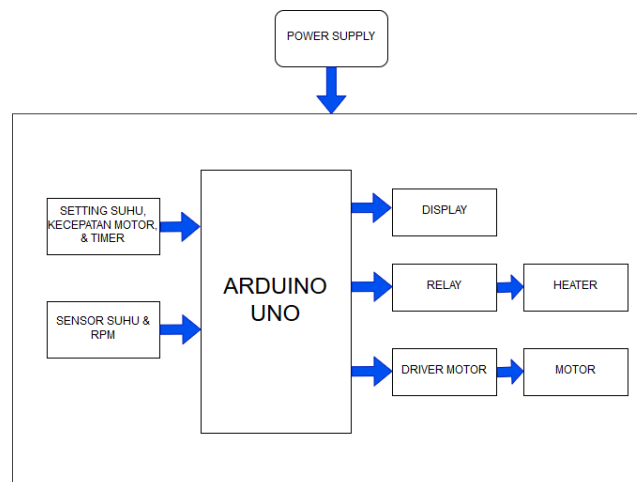 POWER SUPPLY
SETTING SUHU,
KECEPATAN MOTOR,
& TIMER
SENSOR SUHU &
RPM
ARDUINO
UNO
DISPLAY
RELAY
HEATER
DRIVER MOTOR
MOTOR